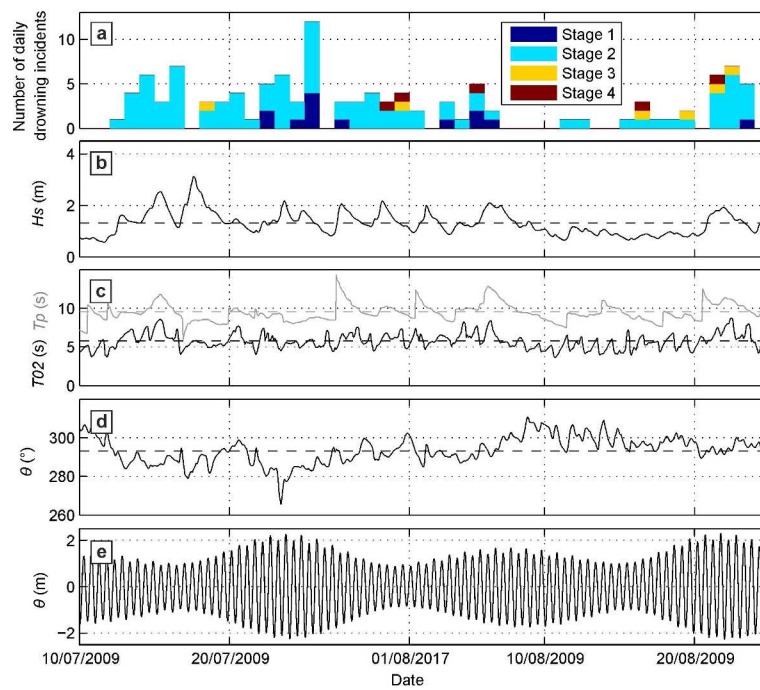 a
Number of daily
drowning incidents
10
5
0
Stage 1
Stage 2
Stage 3
Stage 4
b
Hs (m)
4
2
0
c
T02 (s) Tp (s)
15
10
5
0
d
θ (°)
300
280
260
e
θ (m)
2
0
−2
10/07/2009 20/07/2009 01/08/2017 10/08/2009 20/08/2009
Date